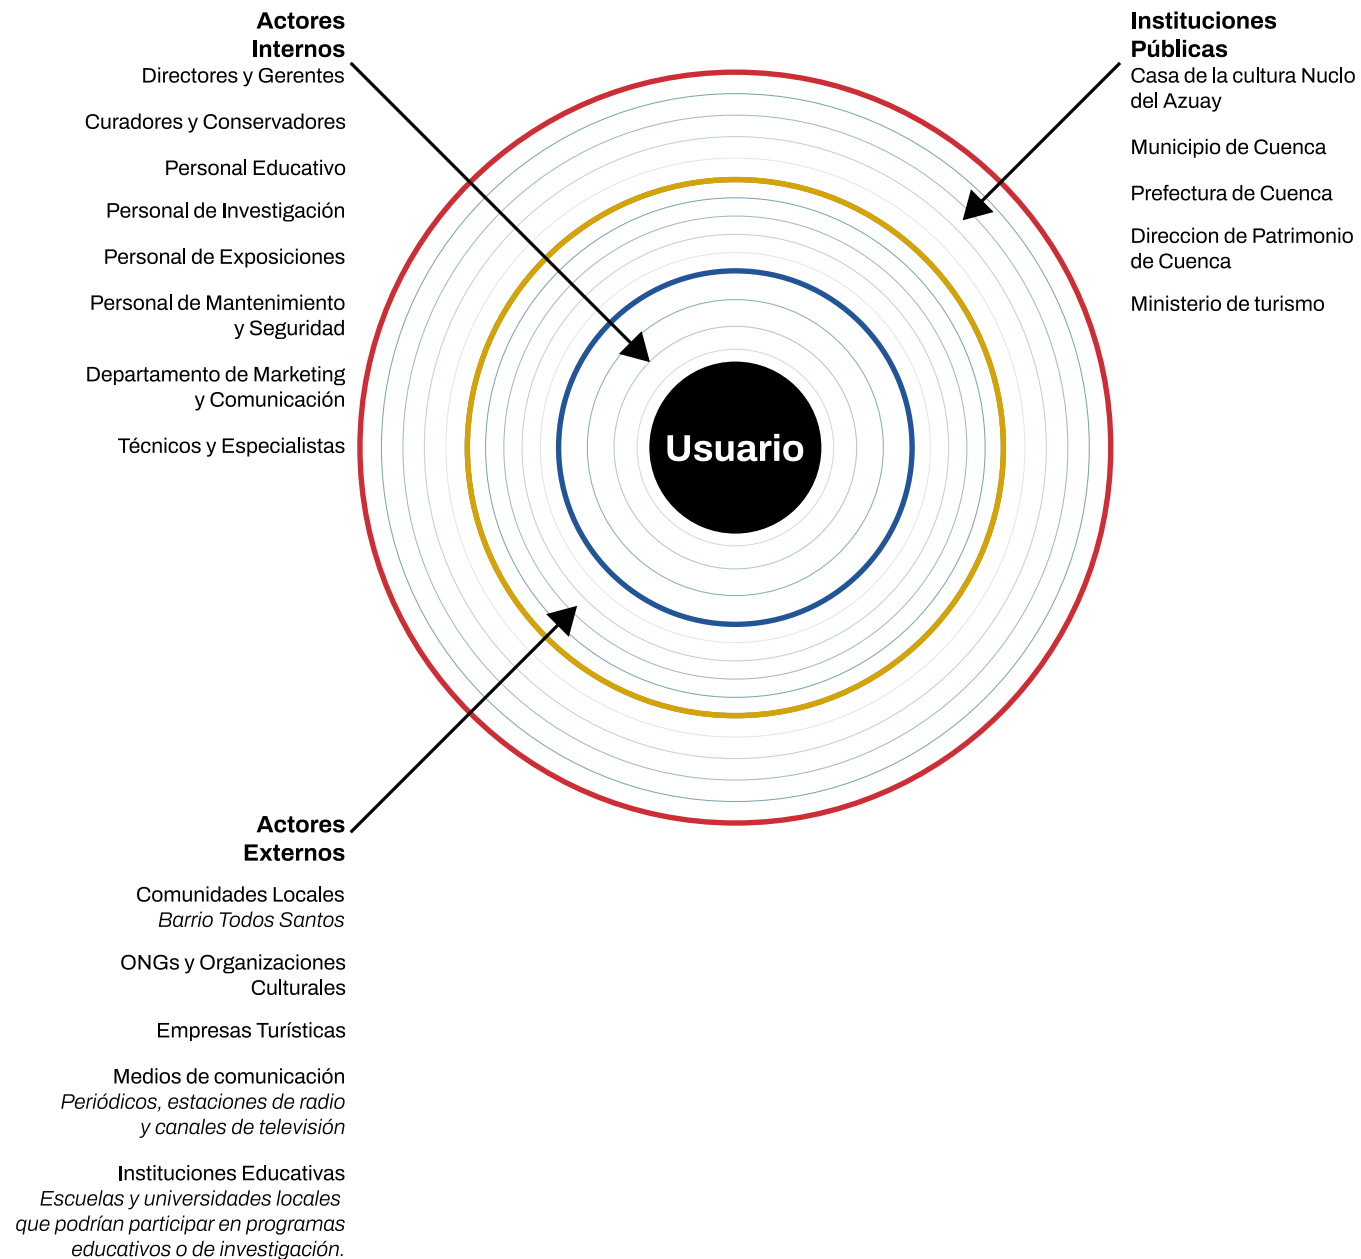 Actores
Internos
Directores y Gerentes
Curadores y Conservadores
Personal Educativo
Personal de Investigación
Personal de Exposiciones
Personal de Mantenimiento
y Seguridad
Departamento de Marketing
y Comunicación
Técnicos y Especialistas
Instituciones
Públicas
Casa de la cultura Nuclo
del Azuay
Municipio de Cuenca
Prefectura de Cuenca
Direccion de Patrimonio
de Cuenca
Ministerio de turismo
Usuario
Actores
Externos
Comunidades Locales
Barrio Todos Santos
ONGs y Organizaciones
Culturales
Empresas Turísticas
Medios de comunicación
Periódicos, estaciones de radio
y canales de televisión
Instituciones Educativas
Escuelas y universidades locales
que podrían participar en programas
educativos o de investigación.